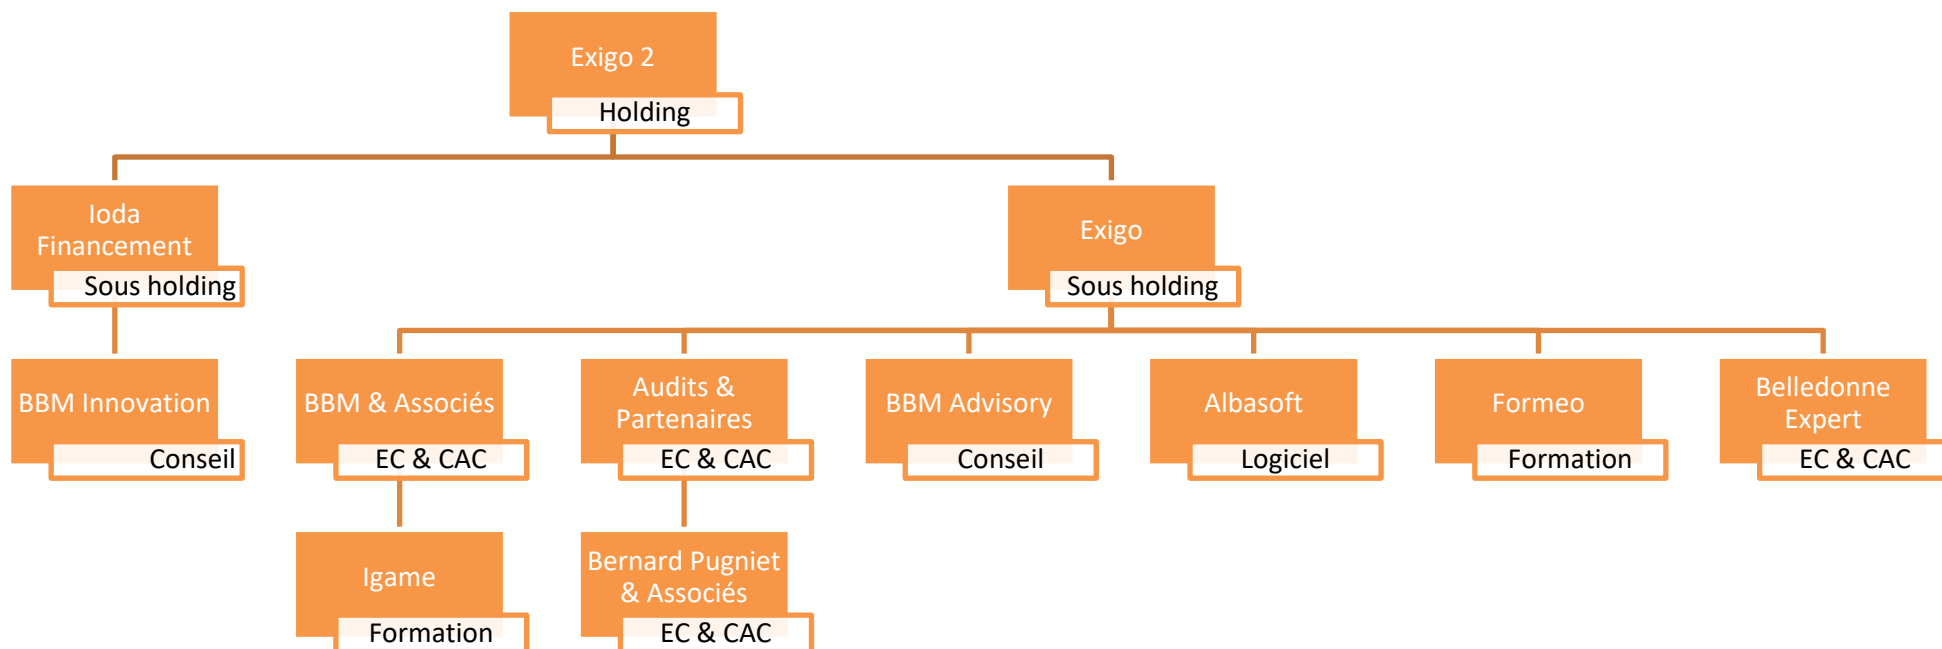 Exigo 2
Holding
Ioda
Financement
Sous holding
Exigo
Sous holding
BBM Innovation
Conseil
BBM & Associés
EC & CAC
Audits &
Partenaires
EC & CAC
BBM Advisory
Conseil
Albasoft
Logiciel
Formeo
Formation
Belledonne
Expert
EC & CAC
Igame
Formation
Bernard Pugniet
& Associés
EC & CAC